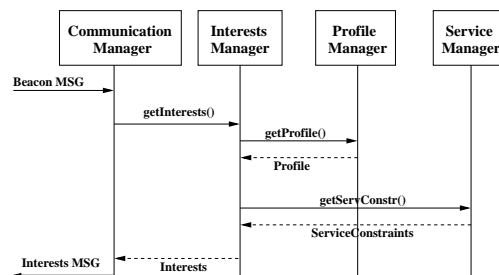 Communication
Manager
Interests
Manager
Profile
Manager
Service
Manager
Beacon MSG
getInterests()
getProfile()
Profile
getServConstr()
ServiceConstraints
Interests
Interests MSG